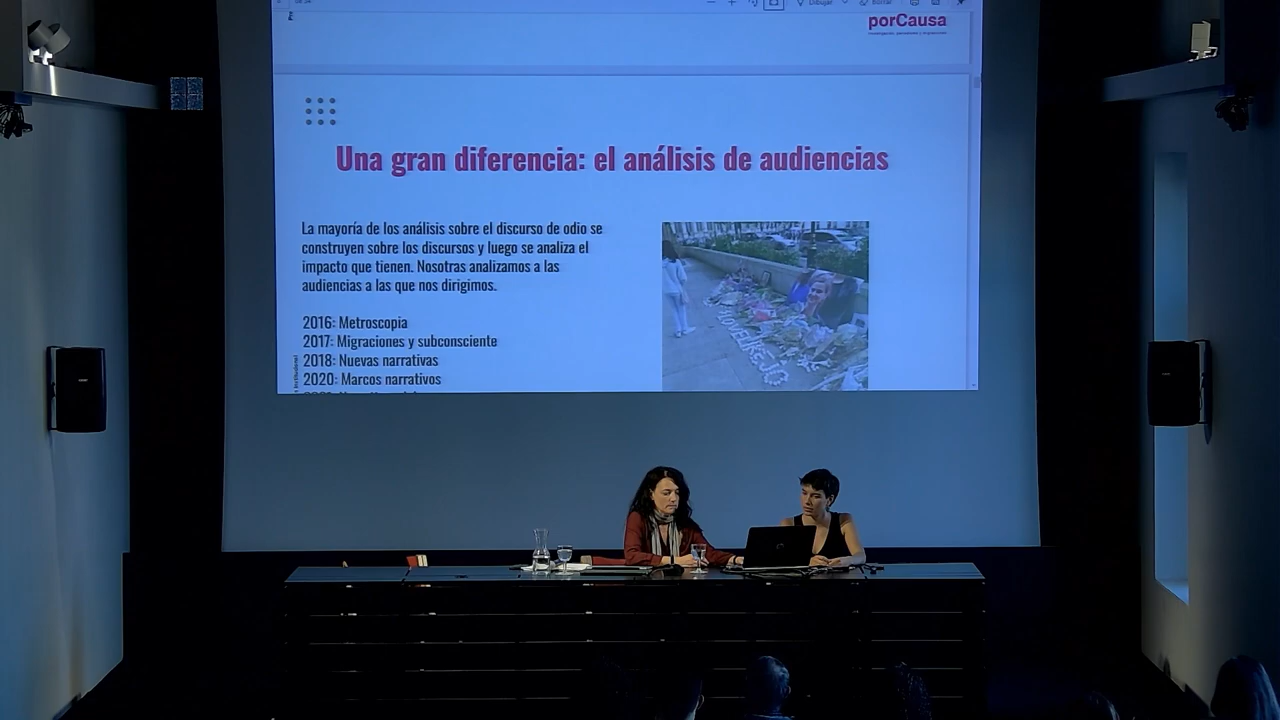 Dibujar
Borrar
porCausa
Una gran diferencia: el análisis de audiencias
La mayoría de los análisis sobre el discurso de odio se
construyen sobre los discursos y luego se analiza el
impacto que tienen. Nosotras analizamos a las
audiencias a las que nos dirigimos.
2016: Metroscopia
2017: Migraciones y subconsciente
2018: Nuevas narrativas
2020: Marcos narrativos